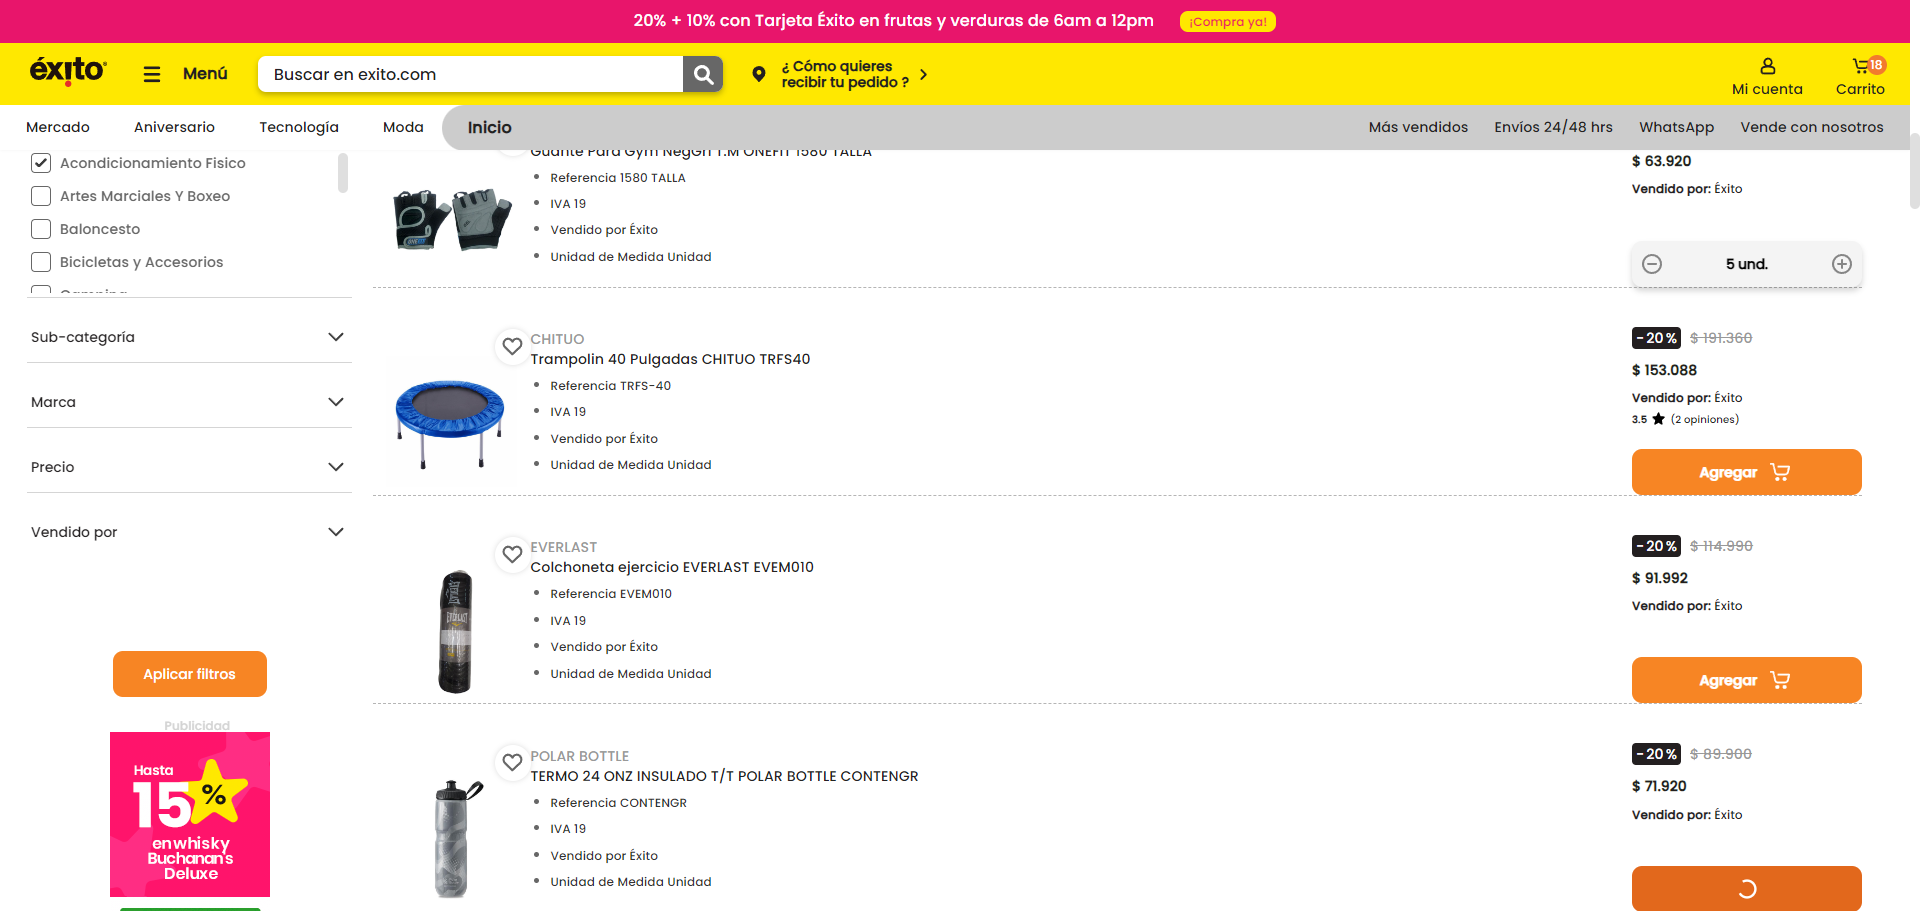 20% + 10% con Tarjeta Éxito en frutas y verduras de 6am a 12pm
¡Compra ya!
éxito
Menú
Buscar en exito.com
¿ Cómo quieres
recibir tu pedido ?
Mi cuenta
18
Carrito
Mercado
Aniversario
Tecnología
Moda
Inicio
Más vendidos
Envíos 24/48 hrs
WhatsApp
Vende con nosotros
Acondicionamiento Fisico
Artes Marciales Y Boxeo
Baloncesto
Bicicletas y Accesorios
Camping
Sub-categoría
Marca
Precio
Vendido por
Aplicar filtros
Publicidad
Hasta
15%
en whisky
Buchanan's
Deluxe
Guante Para Gym NegGri T.M ONEFIT 1580 TALLA
Referencia 1580 TALLA
IVA 19
Vendido por Éxito
Unidad de Medida Unidad
$ 63.920
Vendido por: Éxito
5 und.
CHITUO
Trampolin 40 Pulgadas CHITUO TRFS40
Referencia TRFS-40
IVA 19
Vendido por Éxito
Unidad de Medida Unidad
-20% $ 191.360
$ 153.088
Vendido por: Éxito
3.5 (2 opiniones)
Agregar
EVERLAST
Colchoneta ejercicio EVERLAST EVEM010
Referencia EVEM010
IVA 19
Vendido por Éxito
Unidad de Medida Unidad
-20% $ 114.990
$ 91.992
Vendido por: Éxito
Agregar
POLAR BOTTLE
TERMO 24 ONZ INSULADO T/T POLAR BOTTLE CONTENGR
Referencia CONTENGR
IVA 19
Vendido por Éxito
Unidad de Medida Unidad
-20% $ 89.900
$ 71.920
Vendido por: Éxito